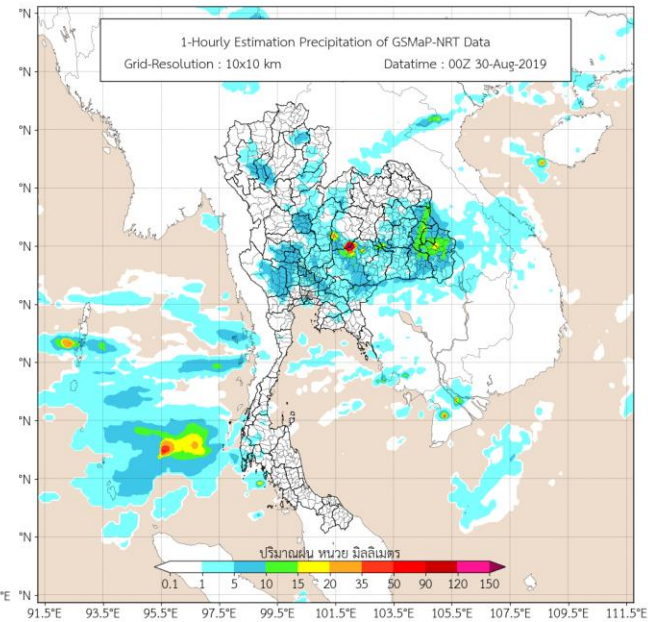 1-Hourly Estimation Precipitation of GSMaP-NRT Data
Grid-Resolution : 10x10 km Datatime : 00Z 30-Aug-2019
°N
°N
°N
°N
°N
°N
°N
°N
°N
°N
°N
ปริมาณฝน หน่วย มิลลิเมตร
0.1 1 5 10 15 20 35 50 90 120 150
°E °N
91.5°E 93.5°E 95.5°E 97.5°E 99.5°E 101.5°E 103.5°E 105.5°E 107.5°E 109.5°E 111.5°E